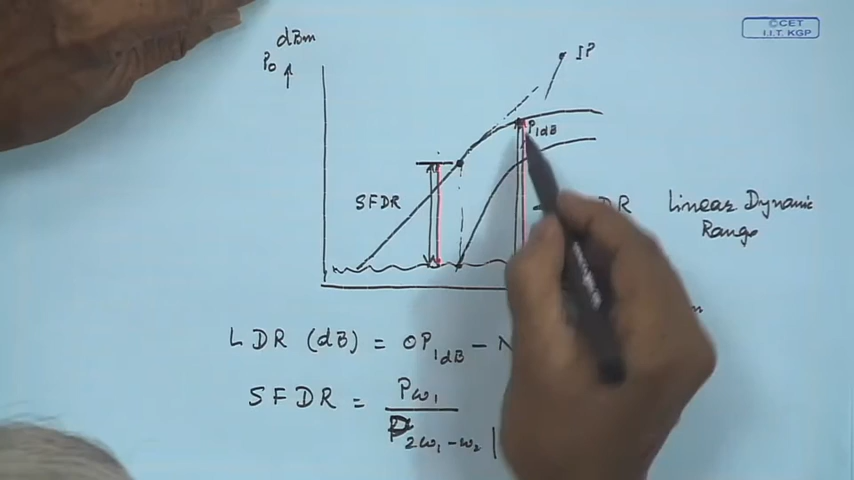 ©CET
I.I.T. KGP
dBm
Po
IP
P1dB
SFDR
DR
Linear Dynamic
Range
LDR (dB) = OP1dB - N
SFDR = Pω1
P2ω1-ω2